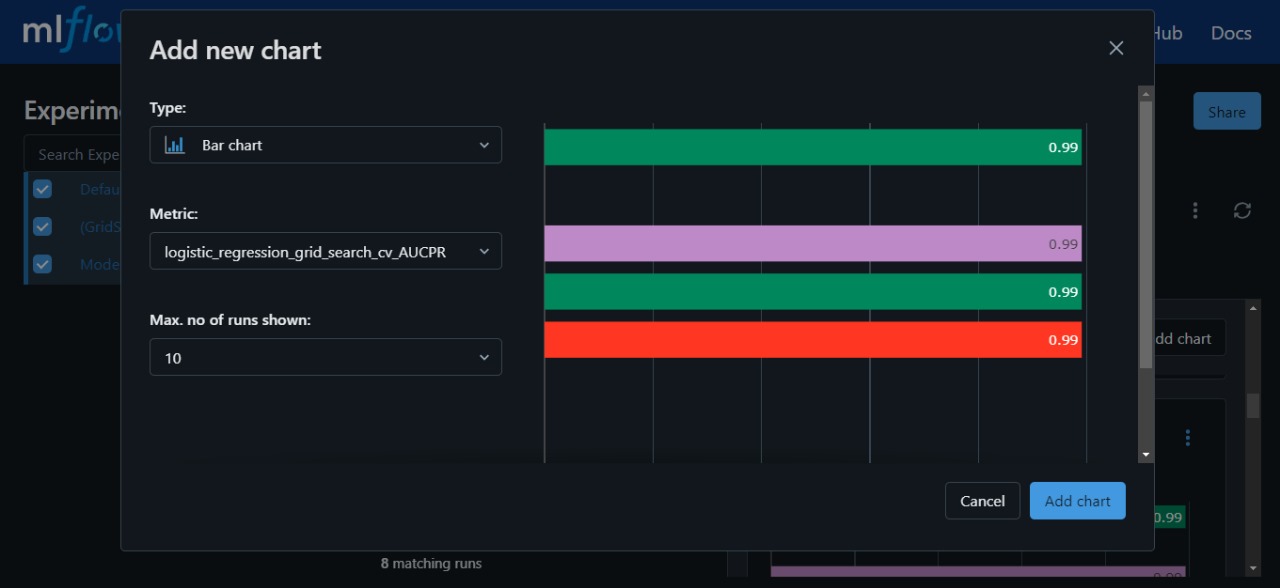 mlflow
Add new chart
Hub
Docs
Experim
Share
Type:
Bar chart
Search Expe
Defau
(GridS
Mode
Metric:
logistic_regression_grid_search_cv_AUCPR
Max. no of runs shown:
10
0.99
0.99
0.99
0.99
dd chart
Cancel
Add chart
0.99
8 matching runs
0.99